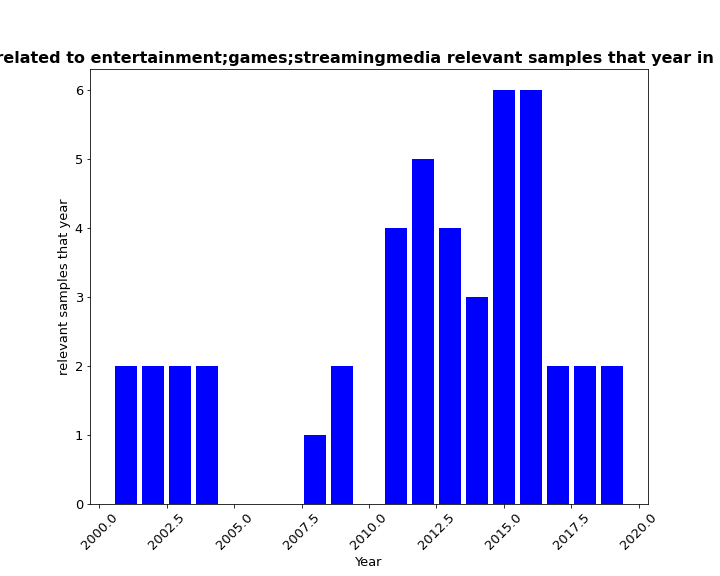 related to entertainment;games;streamingmedia relevant samples that year in
6
5
4
3
2
1
0
relevant samples that year
2000.0 2002.5 2005.0 2007.5 2010.0 2012.5 2015.0 2017.5 2020.0
Year